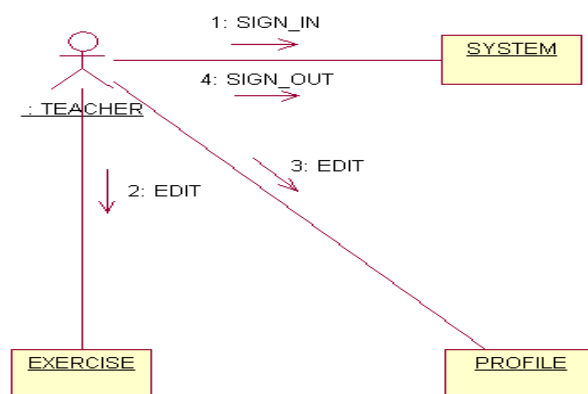 1: SIGN_IN
SYSTEM
4: SIGN_OUT
: TEACHER
3: EDIT
2: EDIT
EXERCISE
PROFILE